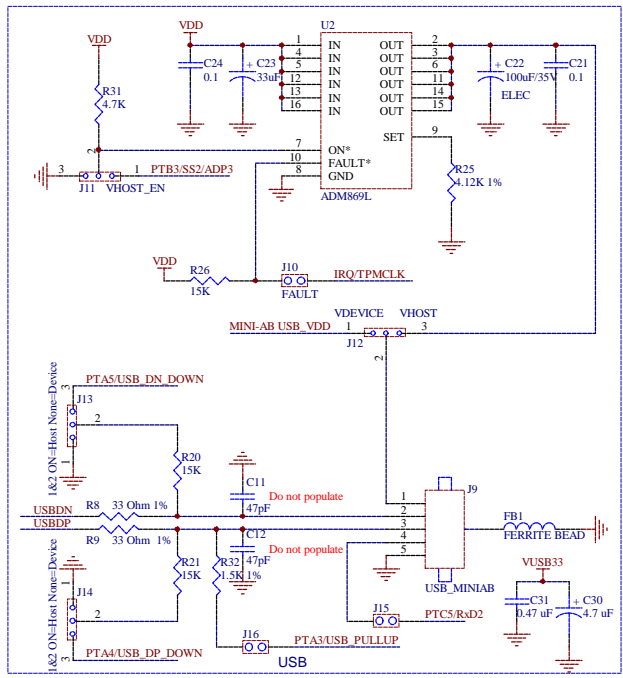 VDD
R31
4.7K
2
3
1
PTB3/SS2/ADP3
J11
VHOST_EN
VDD
C24
0.1
C23
33uF
U2
1
IN
OUT
2
4
IN
OUT
3
5
IN
OUT
6
12
IN
OUT
11
13
IN
OUT
14
16
IN
OUT
15
SET
9
7
ON*
10
FAULT*
8
GND
ADM869L
C22
100uF/35V
ELEC
C21
0.1
R25
4.12K 1%
VDD
R26
15K
J10
FAULT
IRQ/TPMCLK
VDEVICE
VHOST
MINI-AB USB_VDD
1
3
J12
2
1&2 ON=Host None=Device
3
PTA5/USB_DN_DOWN
J13
2
1
R20
15K
C11
47pF
Do not populate
USBDN
R8
33 Ohm 1%
USBDP
R9
33 Ohm 1%
C12
47pF
Do not populate
J9
1
2
3
4
5
USB_MINIAB
FB1
FERRITE BEAD
1&2 ON=Host None=Device
1
J14
2
3
PTA4/USB_DP_DOWN
R21
15K
R32
1.5K 1%
J16
PTA3/USB_PULLUP
J15
PTC5/RxD2
VUSB33
C31
0.47 uF
C30
4.7 uF
USB